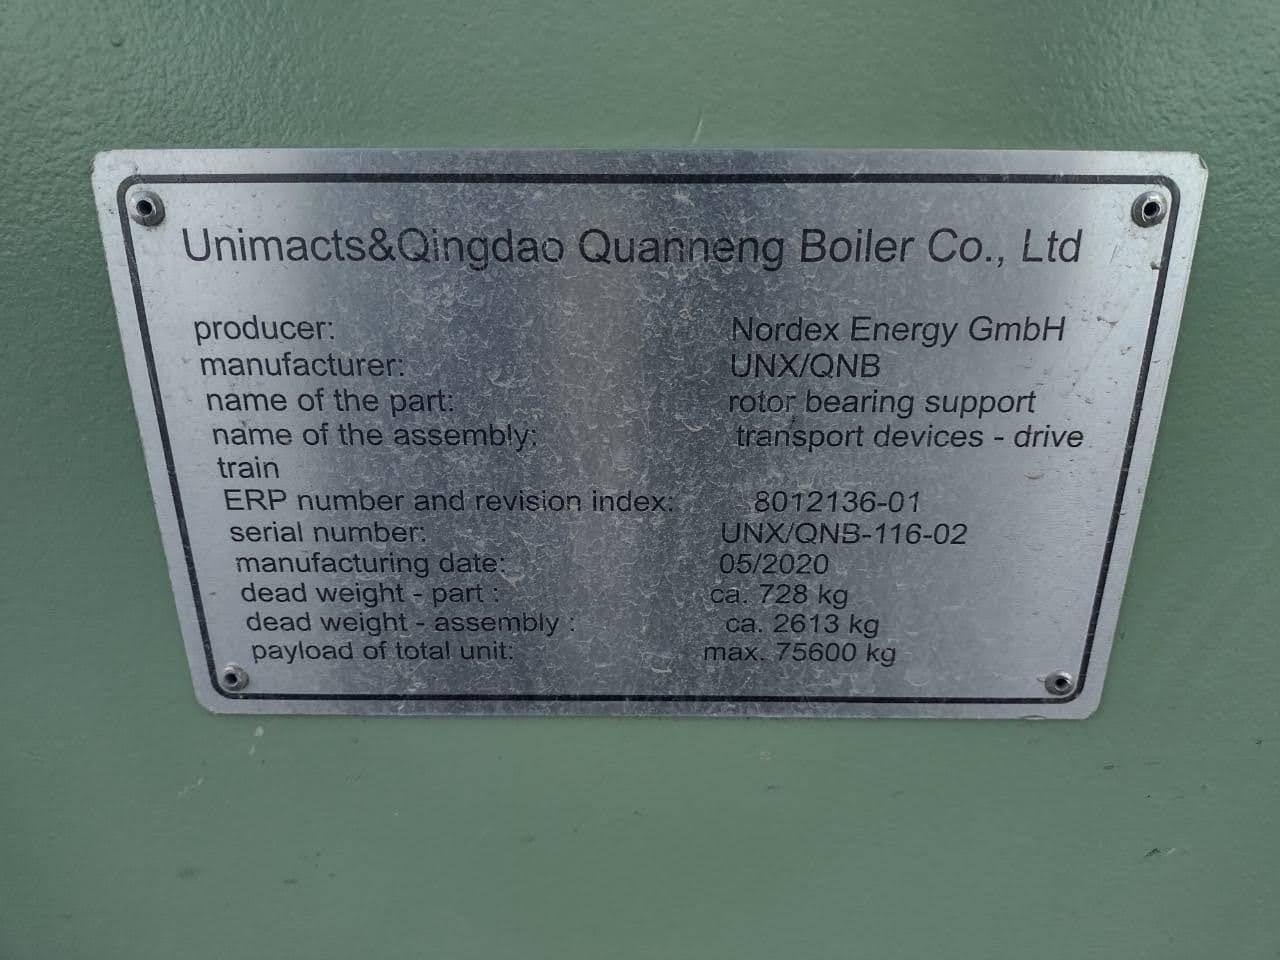 Unimacts&Qingdao Quanneng Boiler Co., Ltd
producer: Nordex Energy GmbH
manufacturer: UNX/QNB
name of the part: rotor bearing support
name of the assembly: transport devices - drive
train
ERP number and revision index: 8012136-01
serial number: UNX/QNB-116-02
manufacturing date: 05/2020
dead weight - part : ca. 728 kg
dead weight - assembly : ca. 2613 kg
payload of total unit: max. 75600 kg